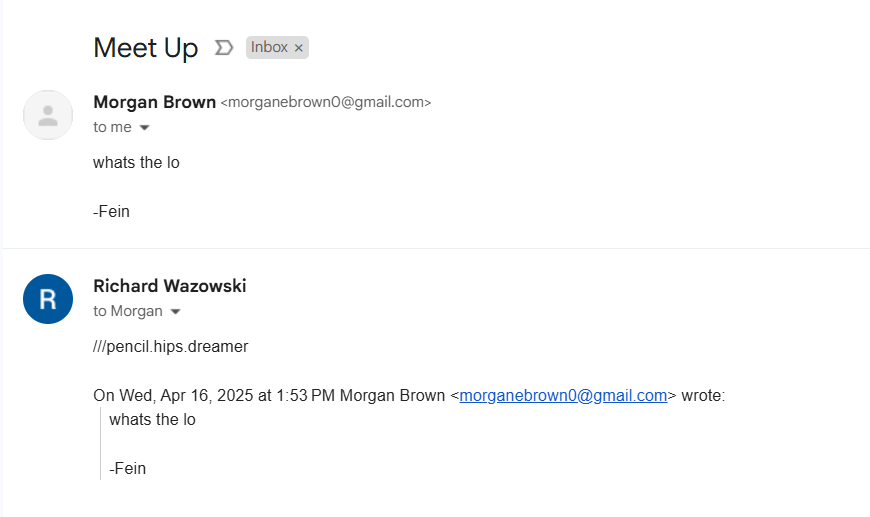 Meet Up Inbox ×
Morgan Brown <morganebrown0@gmail.com>
to me
whats the lo
-Fein
R
Richard Wazowski
to Morgan
///pencil.hips.dreamer
On Wed, Apr 16, 2025 at 1:53 PM Morgan Brown <morganebrown0@gmail.com> wrote:
whats the lo
-Fein